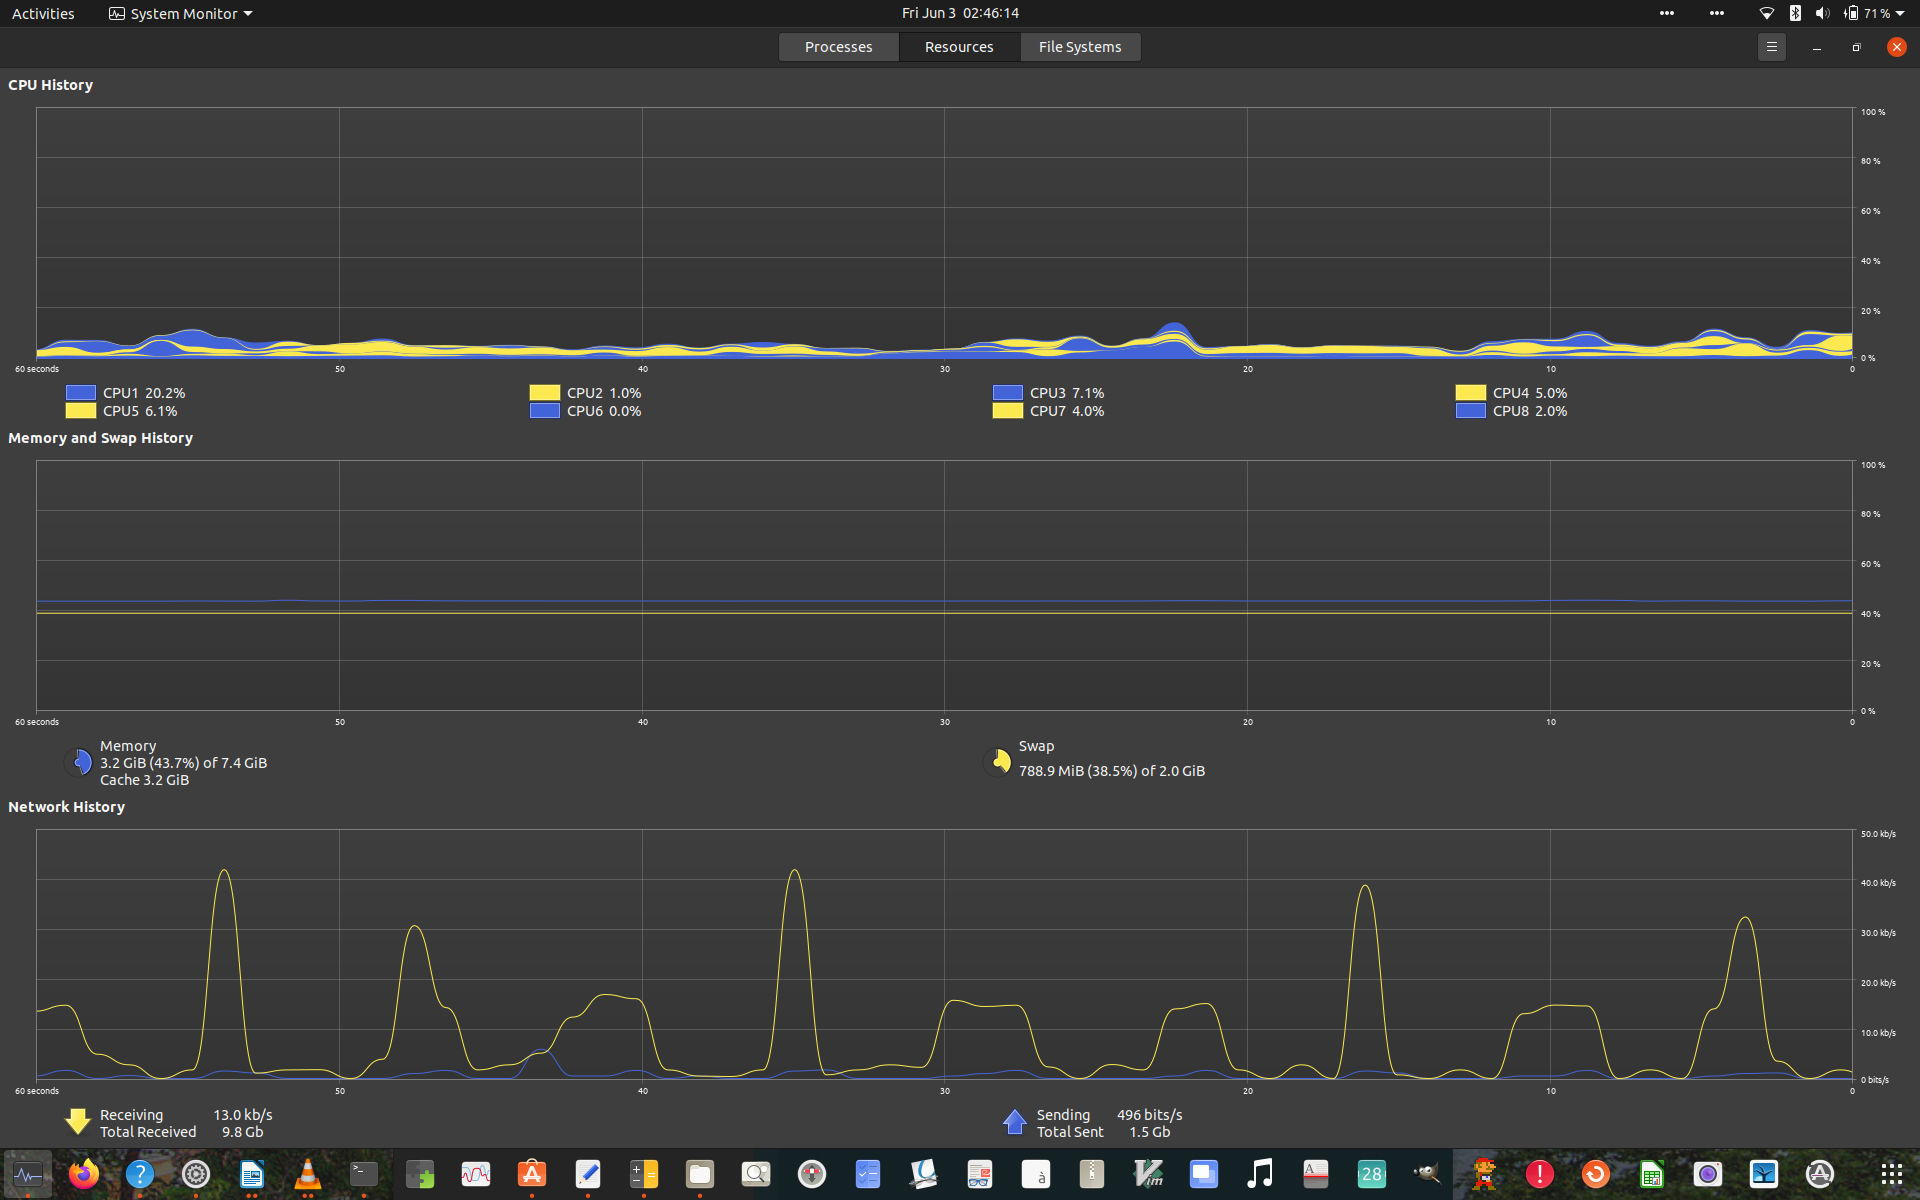 Activities System Monitor Fri Jun 3 02:46:14 71 %
Processes Resources File Systems
CPU History
100 %
80 %
60 %
40 %
20 %
0 %
60 seconds 50 40 30 20 10 0
CPU1 20.2% CPU2 1.0% CPU3 7.1% CPU4 5.0%
CPU5 6.1% CPU6 0.0% CPU7 4.0% CPU8 2.0%
Memory and Swap History
100 %
80 %
60 %
40 %
20 %
0 %
60 seconds 50 40 30 20 10 0
Memory
3.2 GiB (43.7%) of 7.4 GiB
Cache 3.2 GiB
Swap
788.9 MiB (38.5%) of 2.0 GiB
Network History
50.0 kb/s
40.0 kb/s
30.0 kb/s
20.0 kb/s
10.0 kb/s
0 bits/s
60 seconds 50 40 30 20 10 0
Receiving 13.0 kb/s
Total Received 9.8 Gb
Sending 496 bits/s
Total Sent 1.5 Gb
? >_ A à Vim A 28 ! A